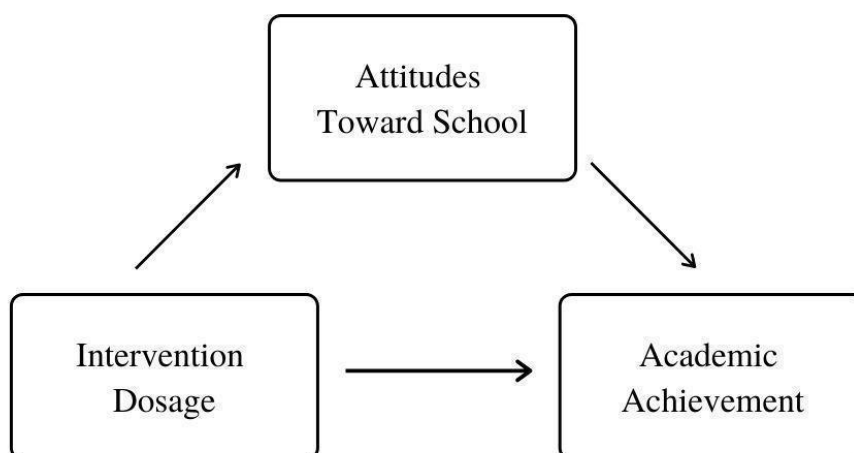 Attitudes
Toward School
Intervention
Dosage
Academic
Achievement